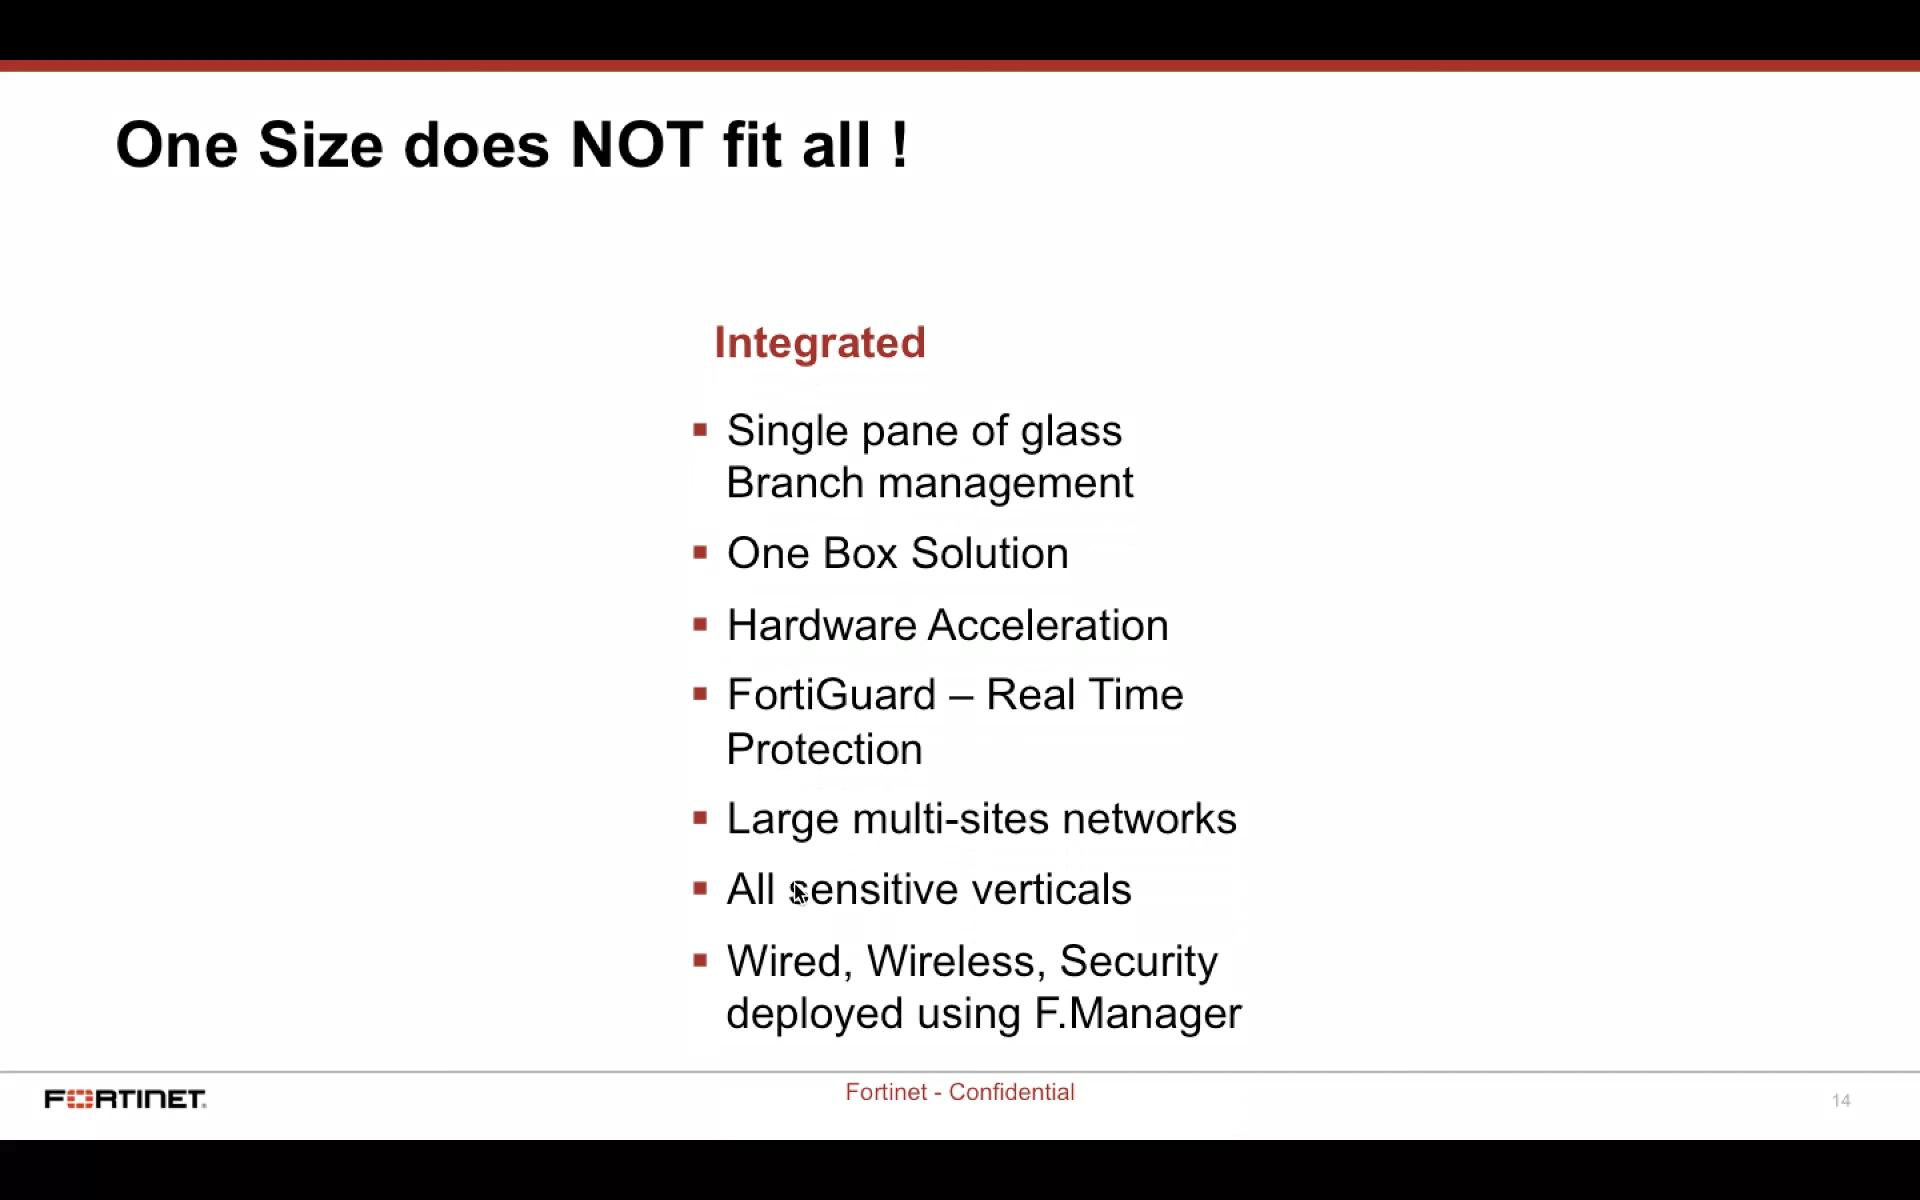 One Size does NOT fit all !
Integrated
Single pane of glass
Branch management
One Box Solution
Hardware Acceleration
FortiGuard – Real Time
Protection
Large multi-sites networks
All sensitive verticals
Wired, Wireless, Security
deployed using F.Manager
FORTINET
Fortinet - Confidential
14